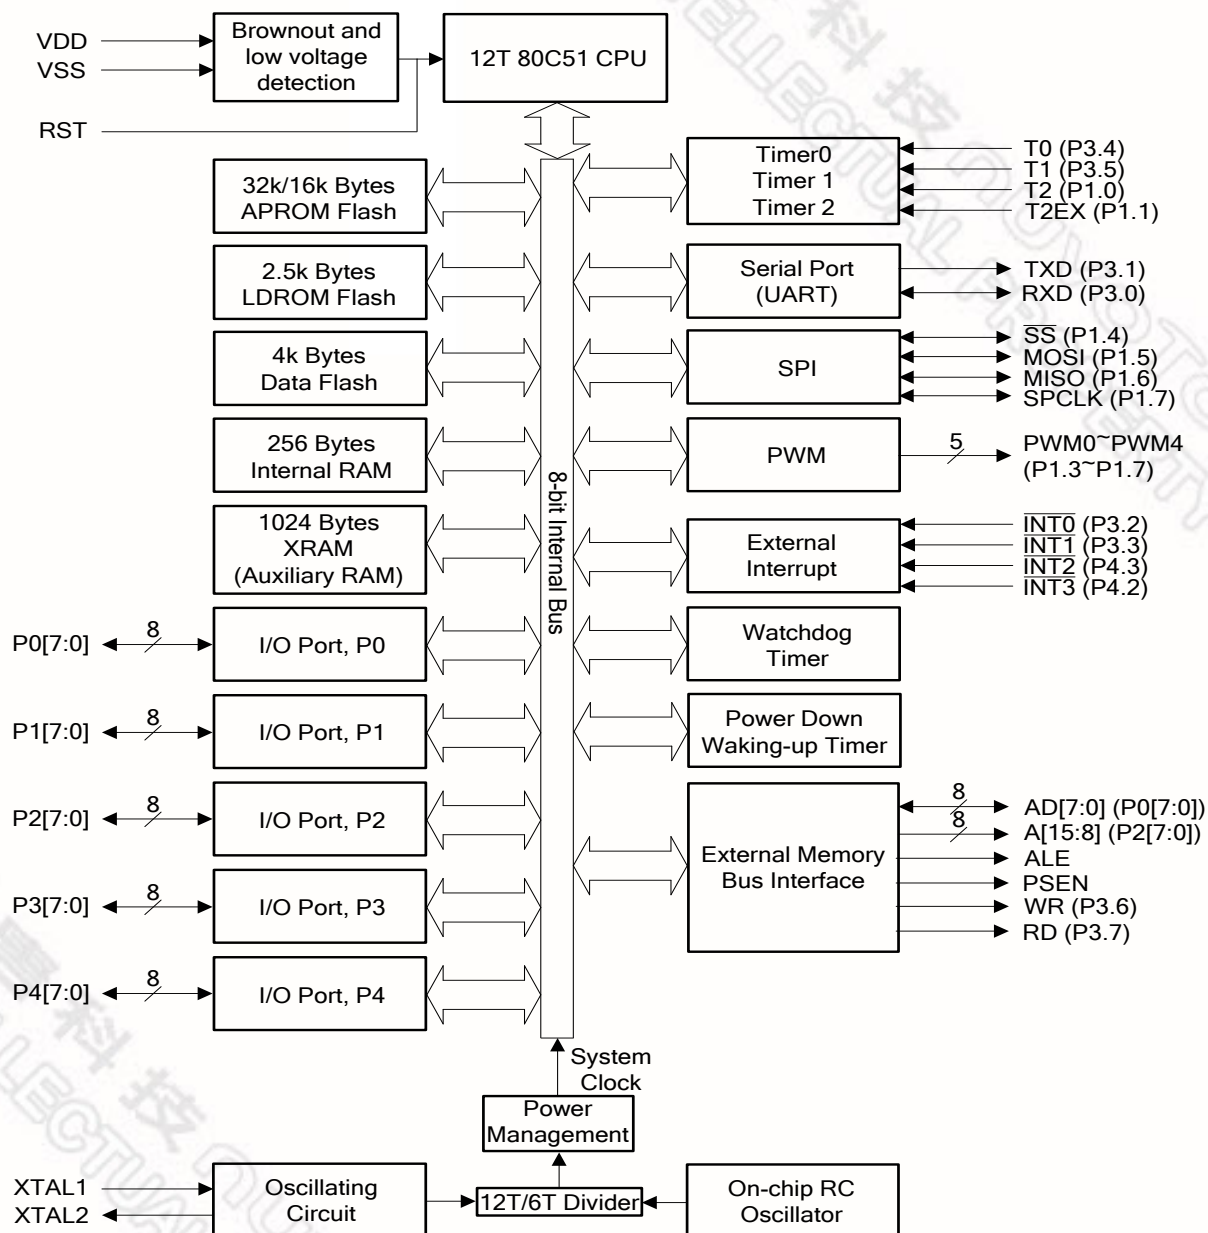 VDD
VSS
RST
Brownout and
low voltage
detection
12T 80C51 CPU
32k/16k Bytes
APROM Flash
2.5k Bytes
LDROM Flash
4k Bytes
Data Flash
256 Bytes
Internal RAM
1024 Bytes
XRAM
(Auxiliary RAM)
P0[7:0]
8
I/O Port, P0
P1[7:0]
8
I/O Port, P1
P2[7:0]
8
I/O Port, P2
P3[7:0]
8
I/O Port, P3
P4[7:0]
8
I/O Port, P4
8-bit Internal Bus
Timer0
Timer 1
Timer 2
T0 (P3.4)
T1 (P3.5)
T2 (P1.0)
T2EX (P1.1)
Serial Port
(UART)
TXD (P3.1)
RXD (P3.0)
SPI
SS (P1.4)
MOSI (P1.5)
MISO (P1.6)
SPCLK (P1.7)
PWM
5
PWM0~PWM4
(P1.3~P1.7)
External
Interrupt
INT0 (P3.2)
INT1 (P3.3)
INT2 (P4.3)
INT3 (P4.2)
Watchdog
Timer
Power Down
Waking-up Timer
External Memory
Bus Interface
8
AD[7:0] (P0[7:0])
8
A[15:8] (P2[7:0])
ALE
PSEN
WR (P3.6)
RD (P3.7)
System
Clock
Power
Management
XTAL1
XTAL2
Oscillating
Circuit
12T/6T Divider
On-chip RC
Oscillator